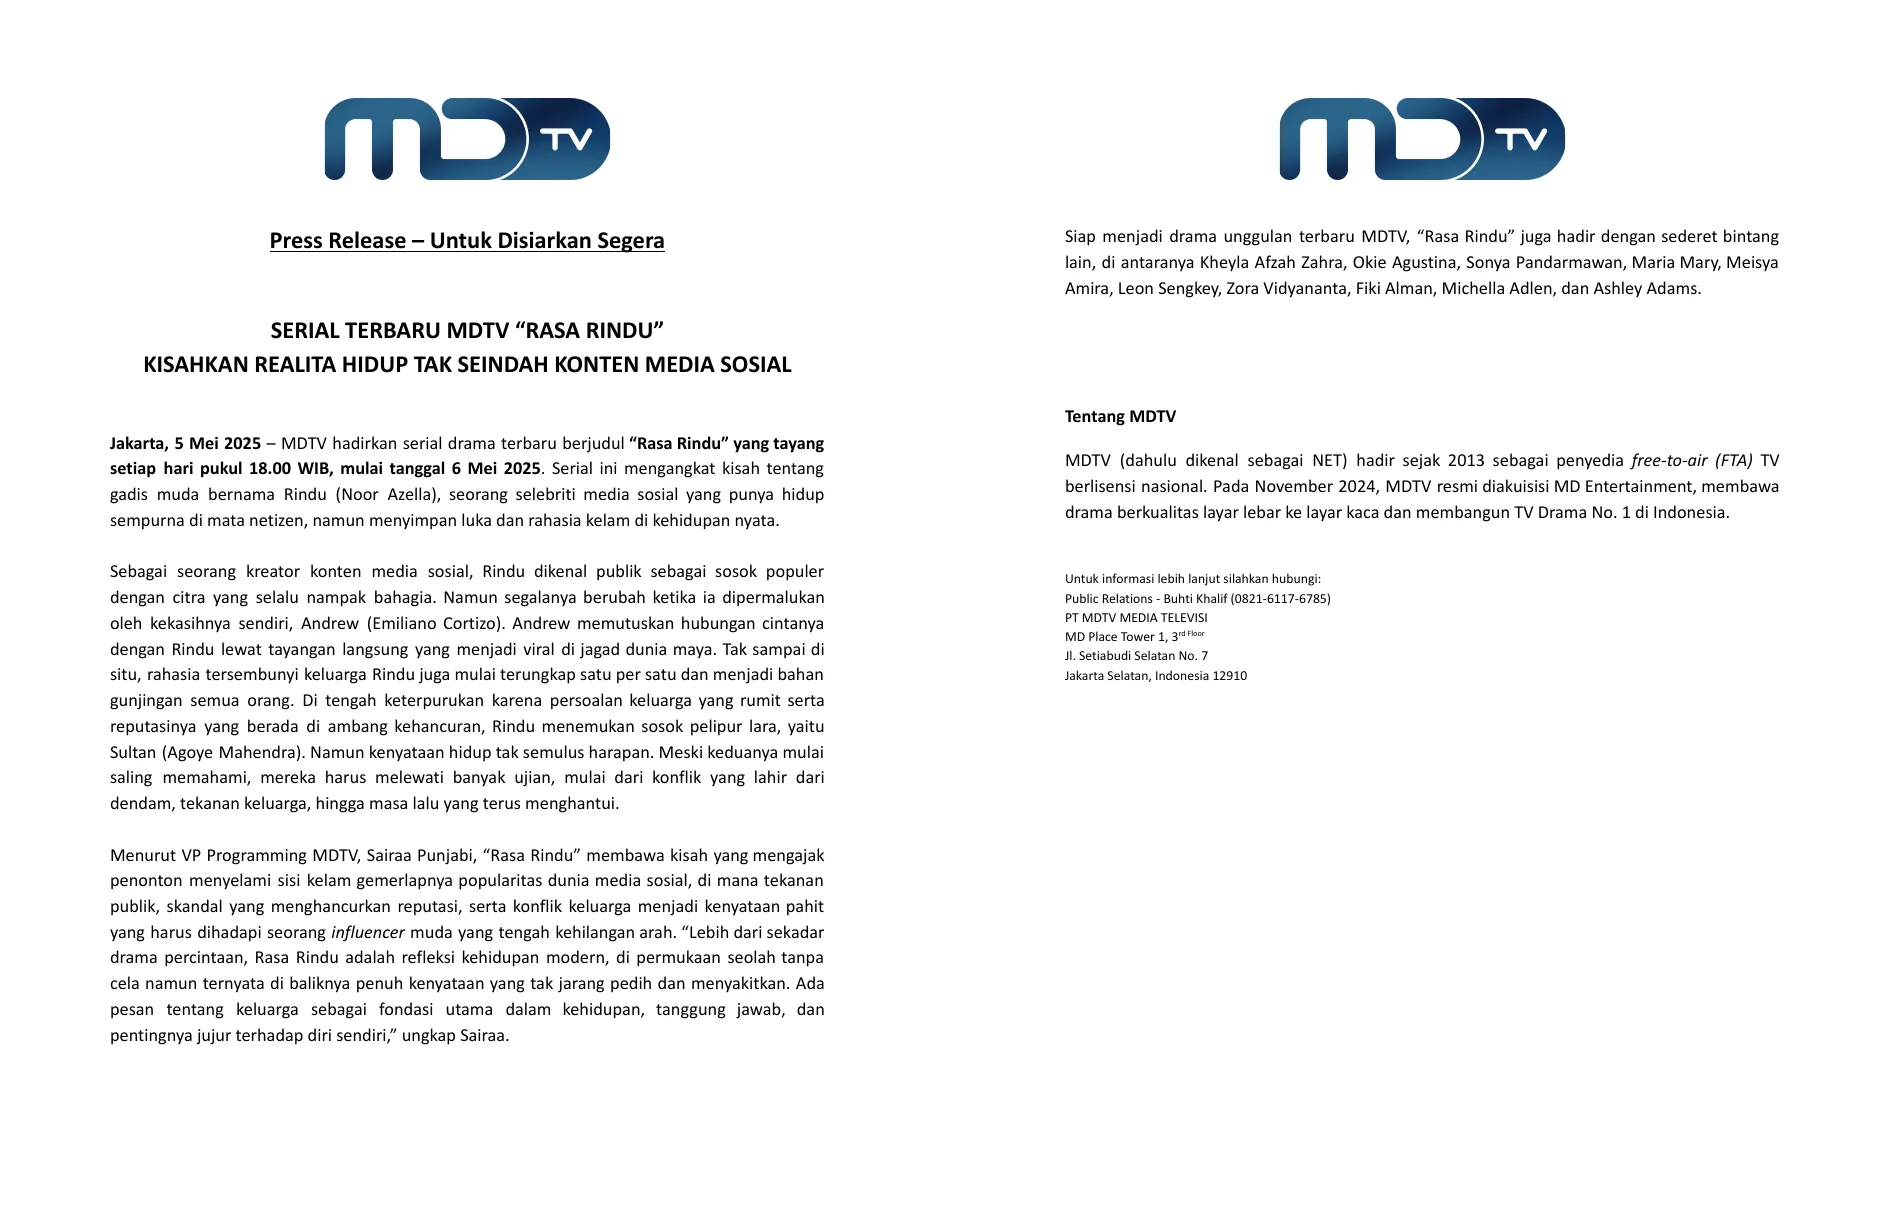 MD TV
Press Release – Untuk Disiarkan Segera
SERIAL TERBARU MDTV “RASA RINDU”
KISAHKAN REALITA HIDUP TAK SEINDAH KONTEN MEDIA SOSIAL
Jakarta, 5 Mei 2025 – MDTV hadirkan serial drama terbaru berjudul “Rasa Rindu” yang tayang
setiap hari pukul 18.00 WIB, mulai tanggal 6 Mei 2025. Serial ini mengangkat kisah tentang
gadis muda bernama Rindu (Noor Azella), seorang selebriti media sosial yang punya hidup
sempurna di mata netizen, namun menyimpan luka dan rahasia kelam di kehidupan nyata.
Sebagai seorang kreator konten media sosial, Rindu dikenal publik sebagai sosok populer
dengan citra yang selalu nampak bahagia. Namun segalanya berubah ketika ia dipermalukan
oleh kekasihnya sendiri, Andrew (Emiliano Cortizo). Andrew memutuskan hubungan cintanya
dengan Rindu lewat tayangan langsung yang menjadi viral di jagad dunia maya. Tak sampai di
situ, rahasia tersembunyi keluarga Rindu juga mulai terungkap satu per satu dan menjadi bahan
gunjingan semua orang. Di tengah keterpurukan karena persoalan keluarga yang rumit serta
reputasinya yang berada di ambang kehancuran, Rindu menemukan sosok pelipur lara, yaitu
Sultan (Agoye Mahendra). Namun kenyataan hidup tak semulus harapan. Meski keduanya mulai
saling memahami, mereka harus melewati banyak ujian, mulai dari konflik yang lahir dari
dendam, tekanan keluarga, hingga masa lalu yang terus menghantui.
Menurut VP Programming MDTV, Sairaa Punjabi, “Rasa Rindu” membawa kisah yang mengajak
penonton menyelami sisi kelam gemerlapnya popularitas dunia media sosial, di mana tekanan
publik, skandal yang menghancurkan reputasi, serta konflik keluarga menjadi kenyataan pahit
yang harus dihadapi seorang influencer muda yang tengah kehilangan arah. “Lebih dari sekadar
drama percintaan, Rasa Rindu adalah refleksi kehidupan modern, di permukaan seolah tanpa
cela namun ternyata di baliknya penuh kenyataan yang tak jarang pedih dan menyakitkan. Ada
pesan tentang keluarga sebagai fondasi utama dalam kehidupan, tanggung jawab, dan
pentingnya jujur terhadap diri sendiri,” ungkap Sairaa.
MD TV
Siap menjadi drama unggulan terbaru MDTV, “Rasa Rindu” juga hadir dengan sederet bintang
lain, di antaranya Kheyla Afzah Zahra, Okie Agustina, Sonya Pandarmawan, Maria Mary, Meisya
Amira, Leon Sengkey, Zora Vidyananta, Fiki Alman, Michella Adlen, dan Ashley Adams.
Tentang MDTV
MDTV (dahulu dikenal sebagai NET) hadir sejak 2013 sebagai penyedia free-to-air (FTA) TV
berlisensi nasional. Pada November 2024, MDTV resmi diakuisisi MD Entertainment, membawa
drama berkualitas layar lebar ke layar kaca dan membangun TV Drama No. 1 di Indonesia.
Untuk informasi lebih lanjut silahkan hubungi:
Public Relations - Buhti Khalif (0821-6117-6785)
PT MDTV MEDIA TELEVISI
MD Place Tower 1, 3rd Floor
Jl. Setiabudi Selatan No. 7
Jakarta Selatan, Indonesia 12910